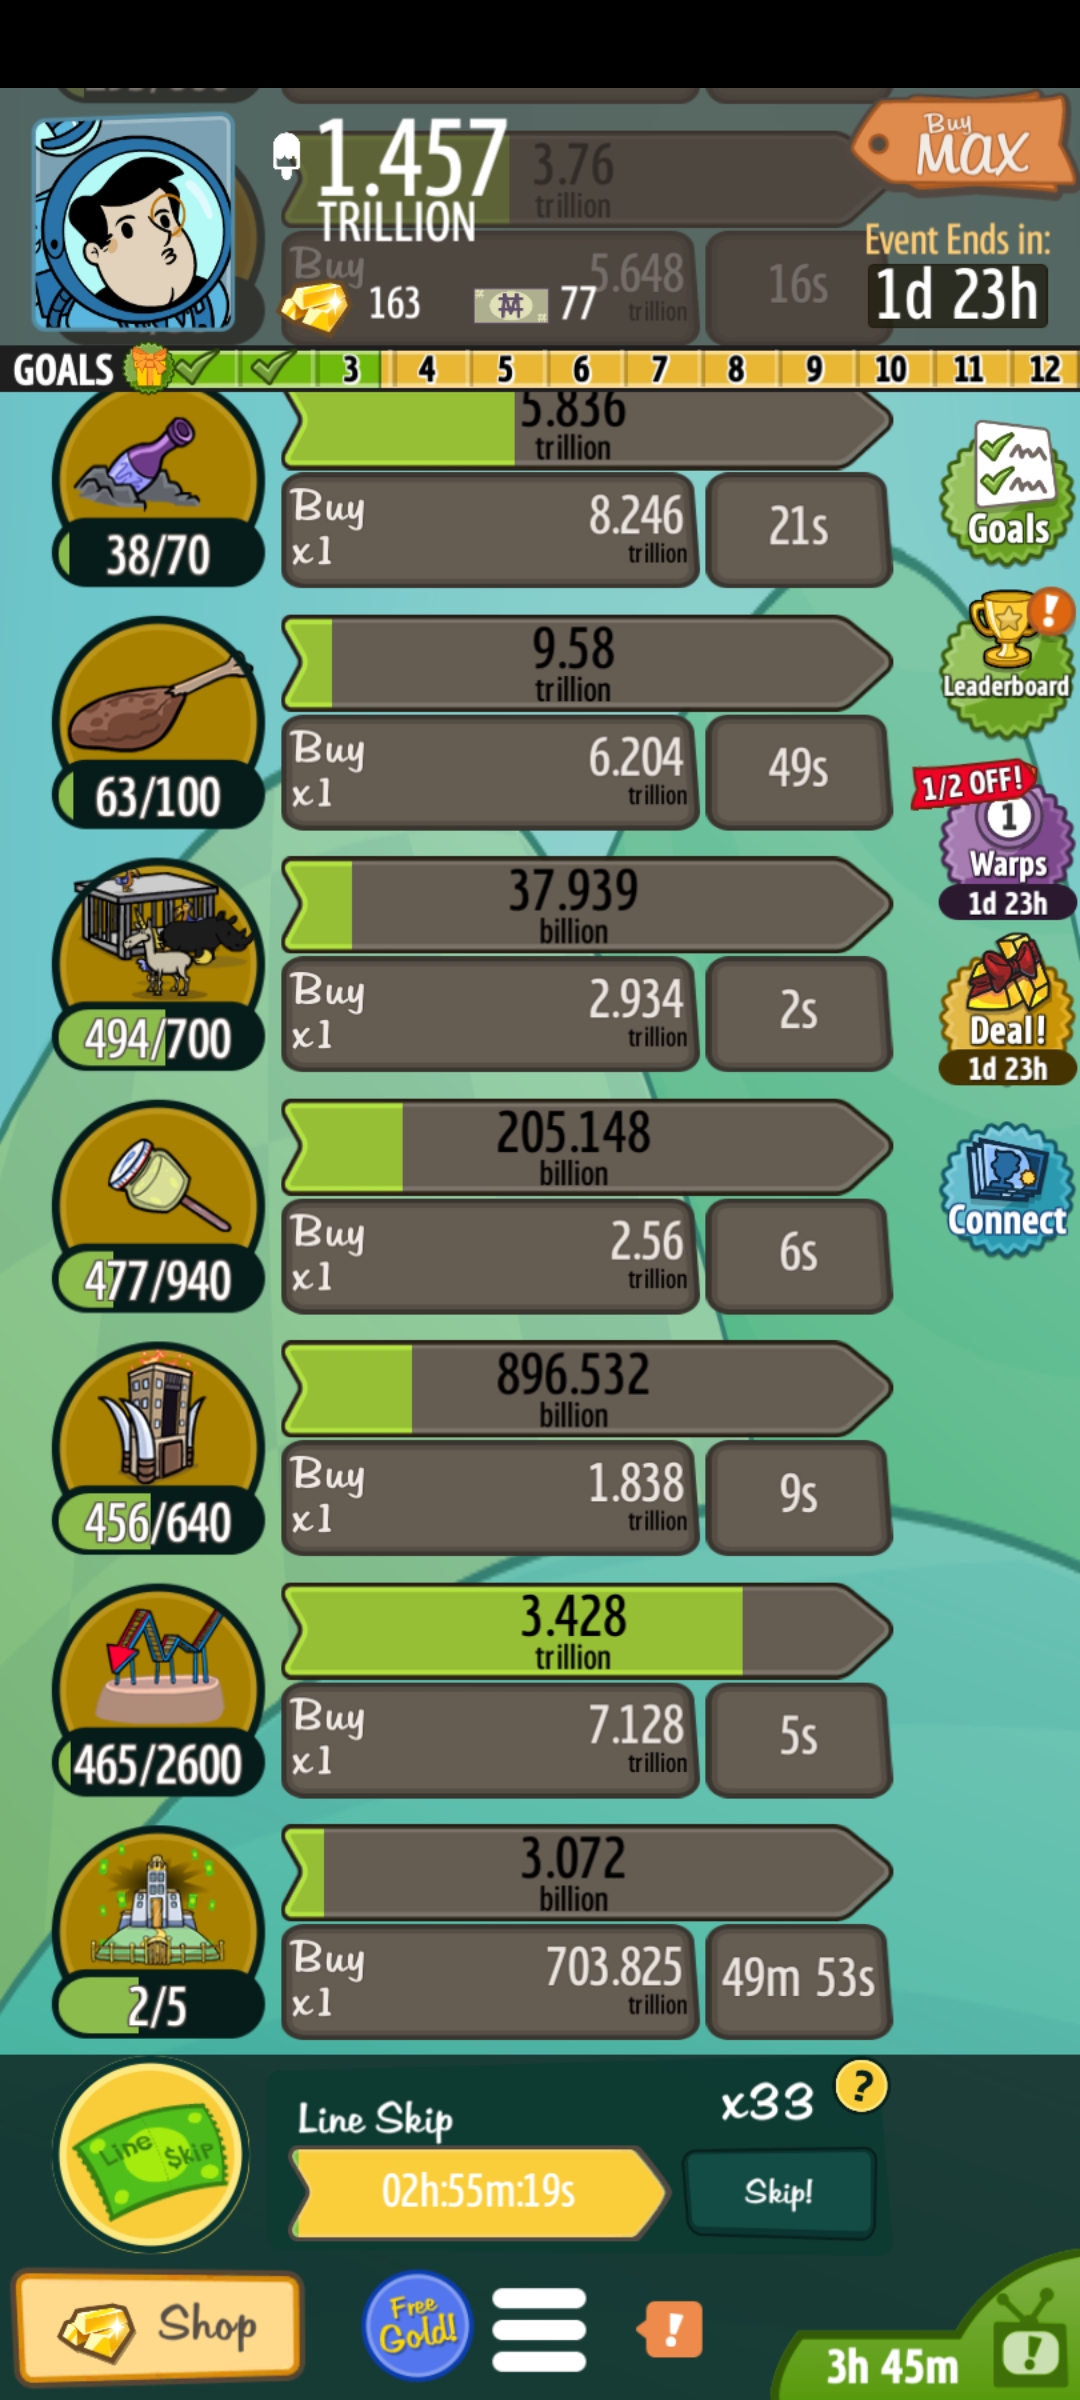 1.457
TRILLION
Buy
MAX
3.76
trillion
Buy
5.648
trillion
16s
163
77
Event Ends in:
1d 23h
GOALS
3 4 5 6 7 8 9 10 11 12
5.836
trillion
Buy
x1
8.246
trillion
21s
38/70
Goals
9.58
trillion
Buy
x1
6.204
trillion
49s
63/100
Leaderboard
!
1/2 OFF!
1
Warps
1d 23h
37.939
billion
Buy
x1
2.934
trillion
2s
494/700
Deal!
1d 23h
205.148
billion
Buy
x1
2.56
trillion
6s
477/940
Connect
896.532
billion
Buy
x1
1.838
trillion
9s
456/640
3.428
trillion
Buy
x1
7.128
trillion
5s
465/2600
3.072
billion
Buy
x1
703.825
trillion
49m 53s
2/5
Line $kip
Line Skip
x33
?
02h:55m:19s
Skip!
Shop
Free
Gold!
!
3h 45m
!